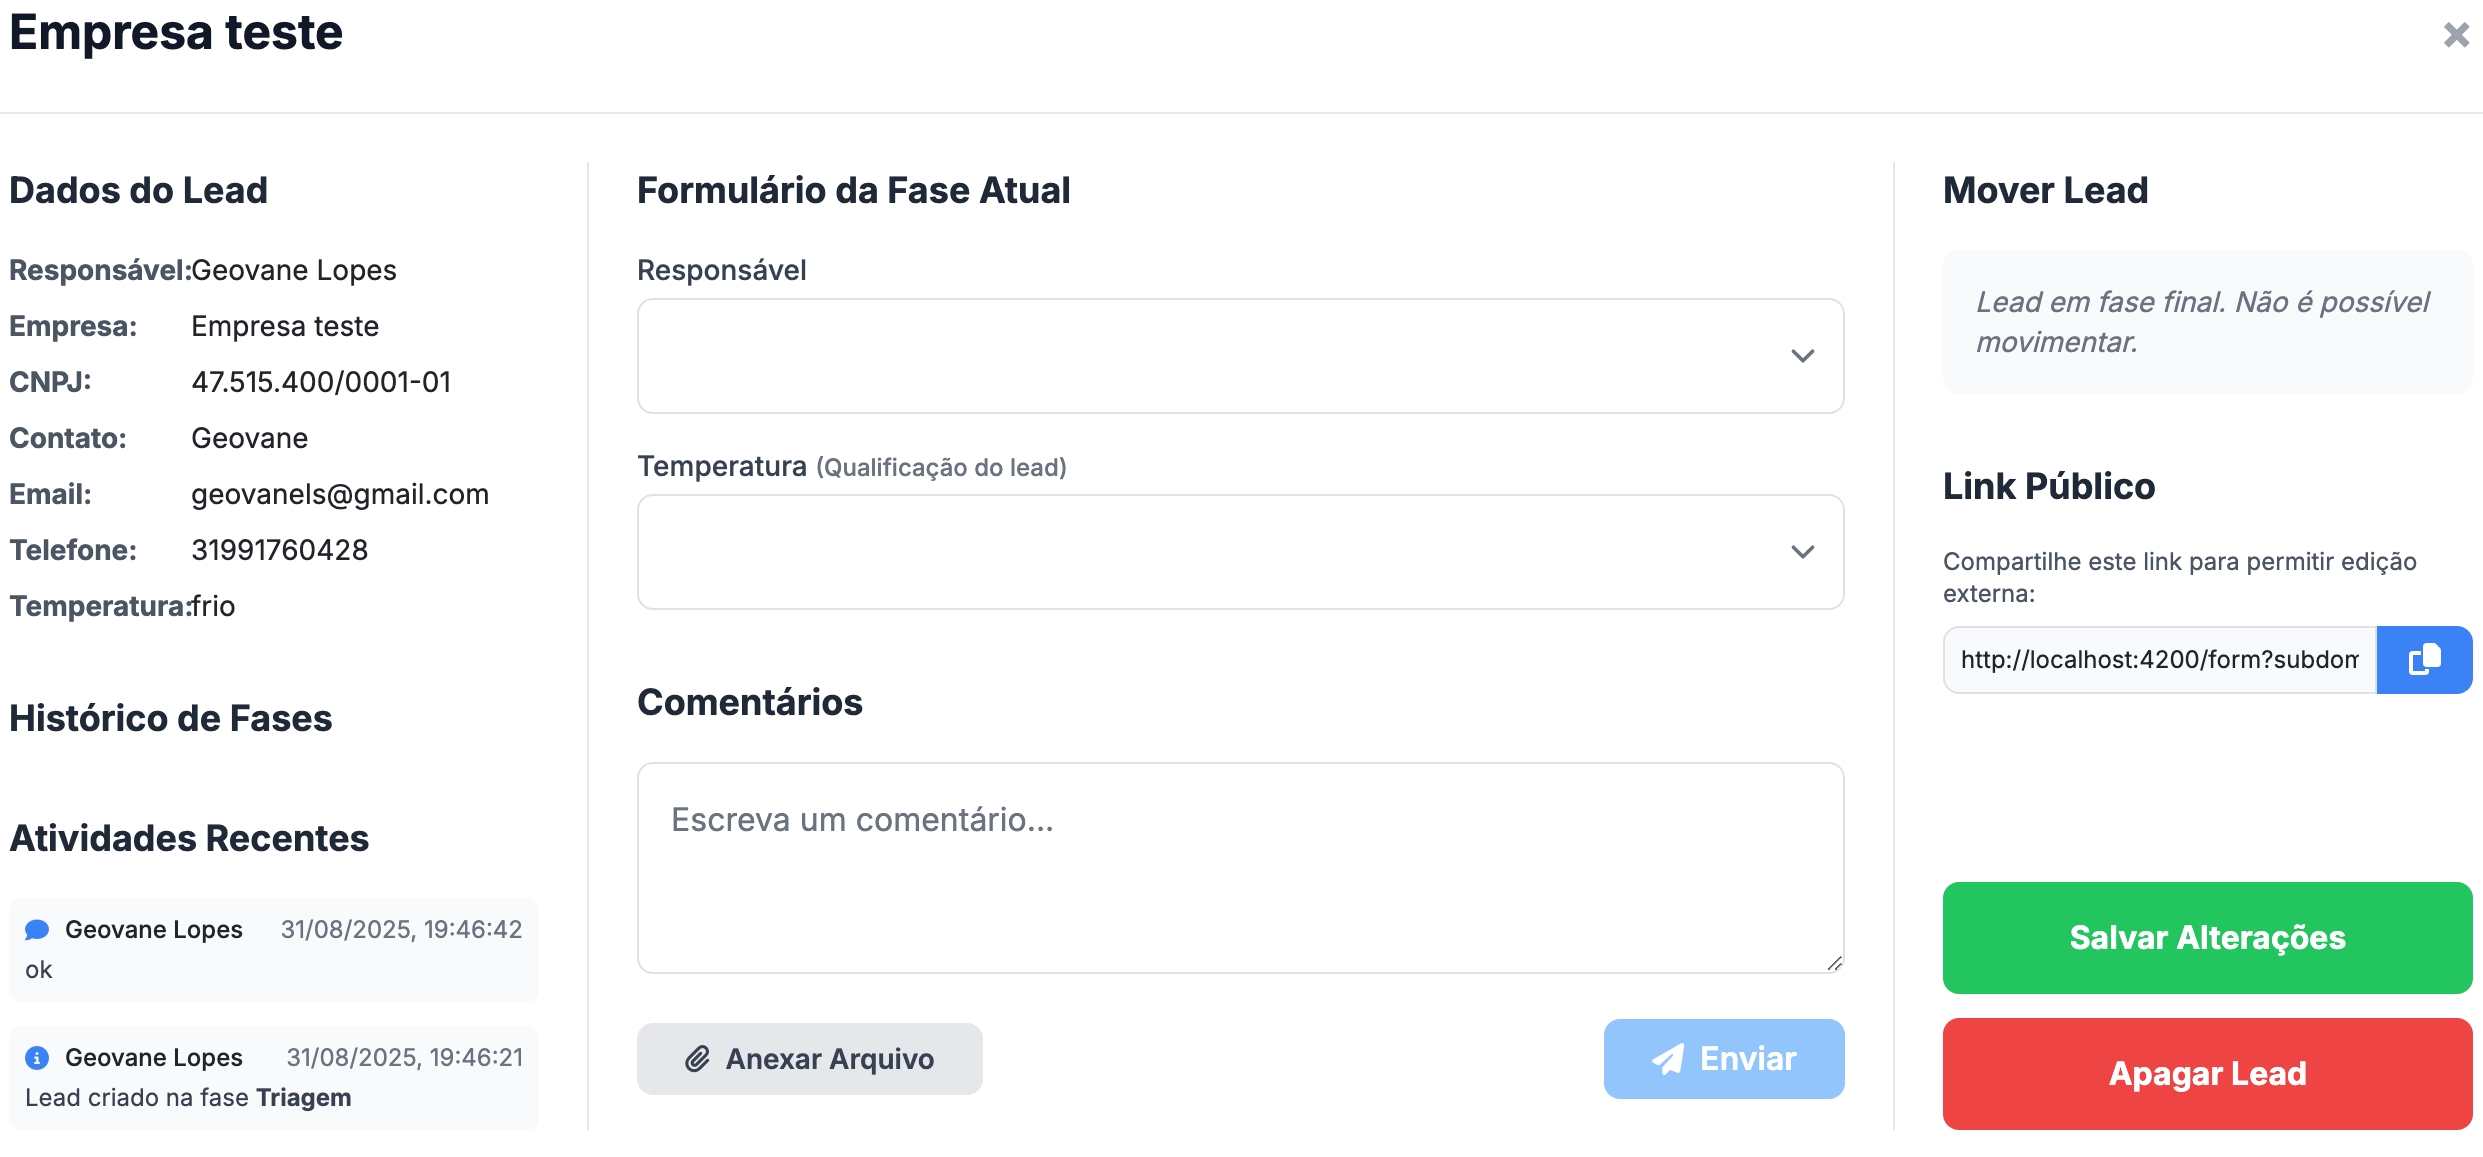 Empresa teste
Dados do Lead
Responsável: Geovane Lopes
Empresa: Empresa teste
CNPJ: 47.515.400/0001-01
Contato: Geovane
Email: geovanels@gmail.com
Telefone: 31991760428
Temperatura: frio
Histórico de Fases
Atividades Recentes
Geovane Lopes 31/08/2025, 19:46:42
ok
Geovane Lopes 31/08/2025, 19:46:21
Lead criado na fase Triagem
Formulário da Fase Atual
Responsável
Temperatura (Qualificação do lead)
Comentários
Escreva um comentário...
Anexar Arquivo
Enviar
Mover Lead
Lead em fase final. Não é possível
movimentar.
Link Público
Compartilhe este link para permitir edição
externa:
http://localhost:4200/form?subdom
Salvar Alterações
Apagar Lead